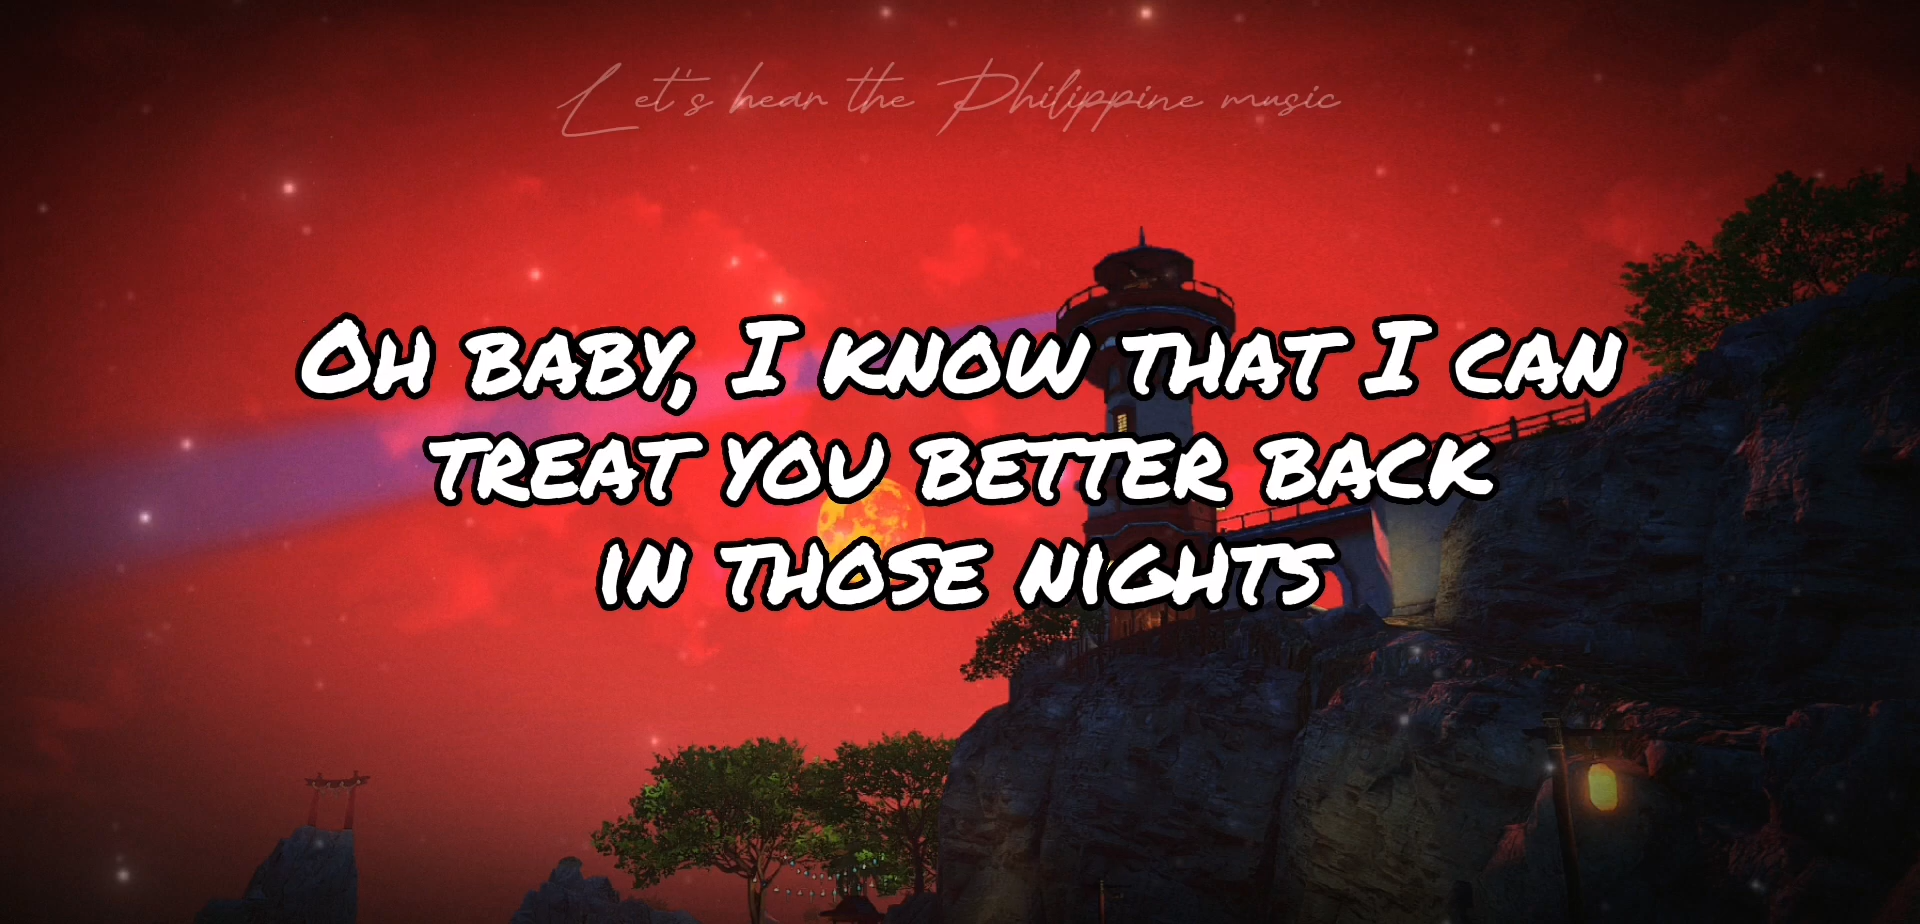 Let's hear the Philippine music
Oh baby, I know that I can
treat you better back
in those nights